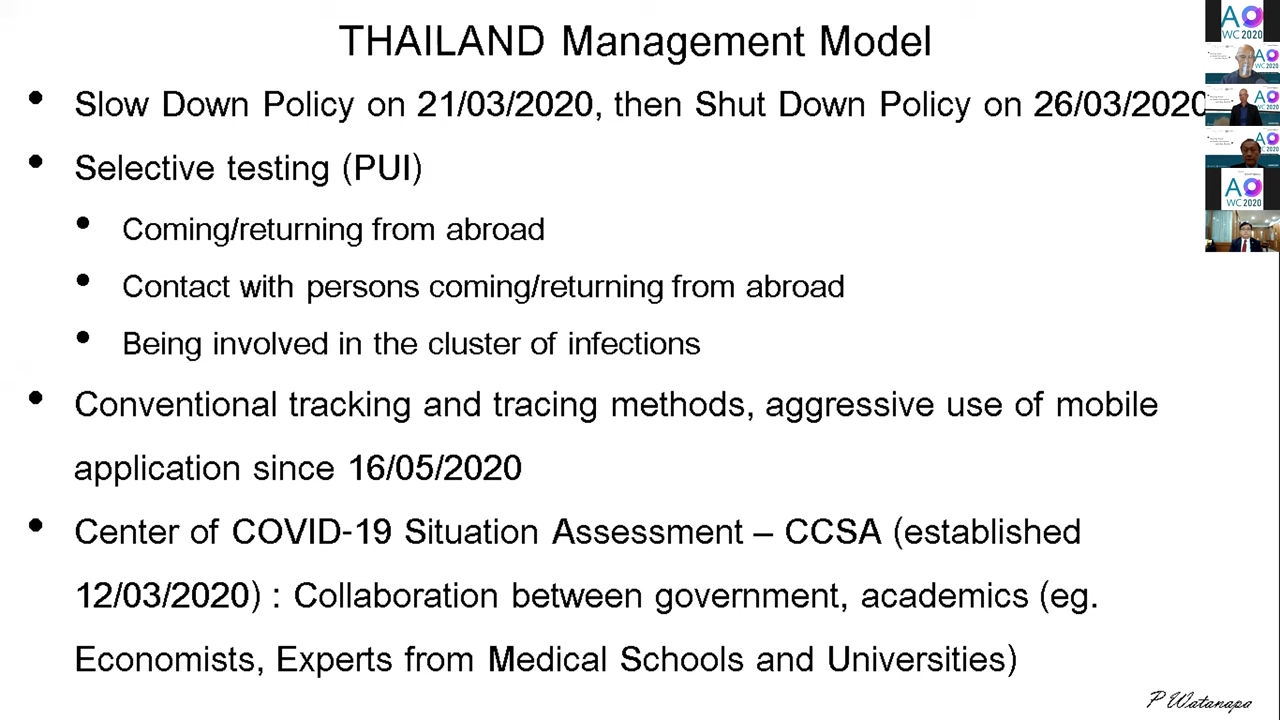 THAILAND Management Model
• Slow Down Policy on 21/03/2020, then Shut Down Policy on 26/03/2020
• Selective testing (PUI)
• Coming/returning from abroad
• Contact with persons coming/returning from abroad
• Being involved in the cluster of infections
• Conventional tracking and tracing methods, aggressive use of mobile
application since 16/05/2020
• Center of COVID-19 Situation Assessment – CCSA (established
12/03/2020) : Collaboration between government, academics (eg.
Economists, Experts from Medical Schools and Universities)
P Watanapa
AO
WC2020
AO
WC2020